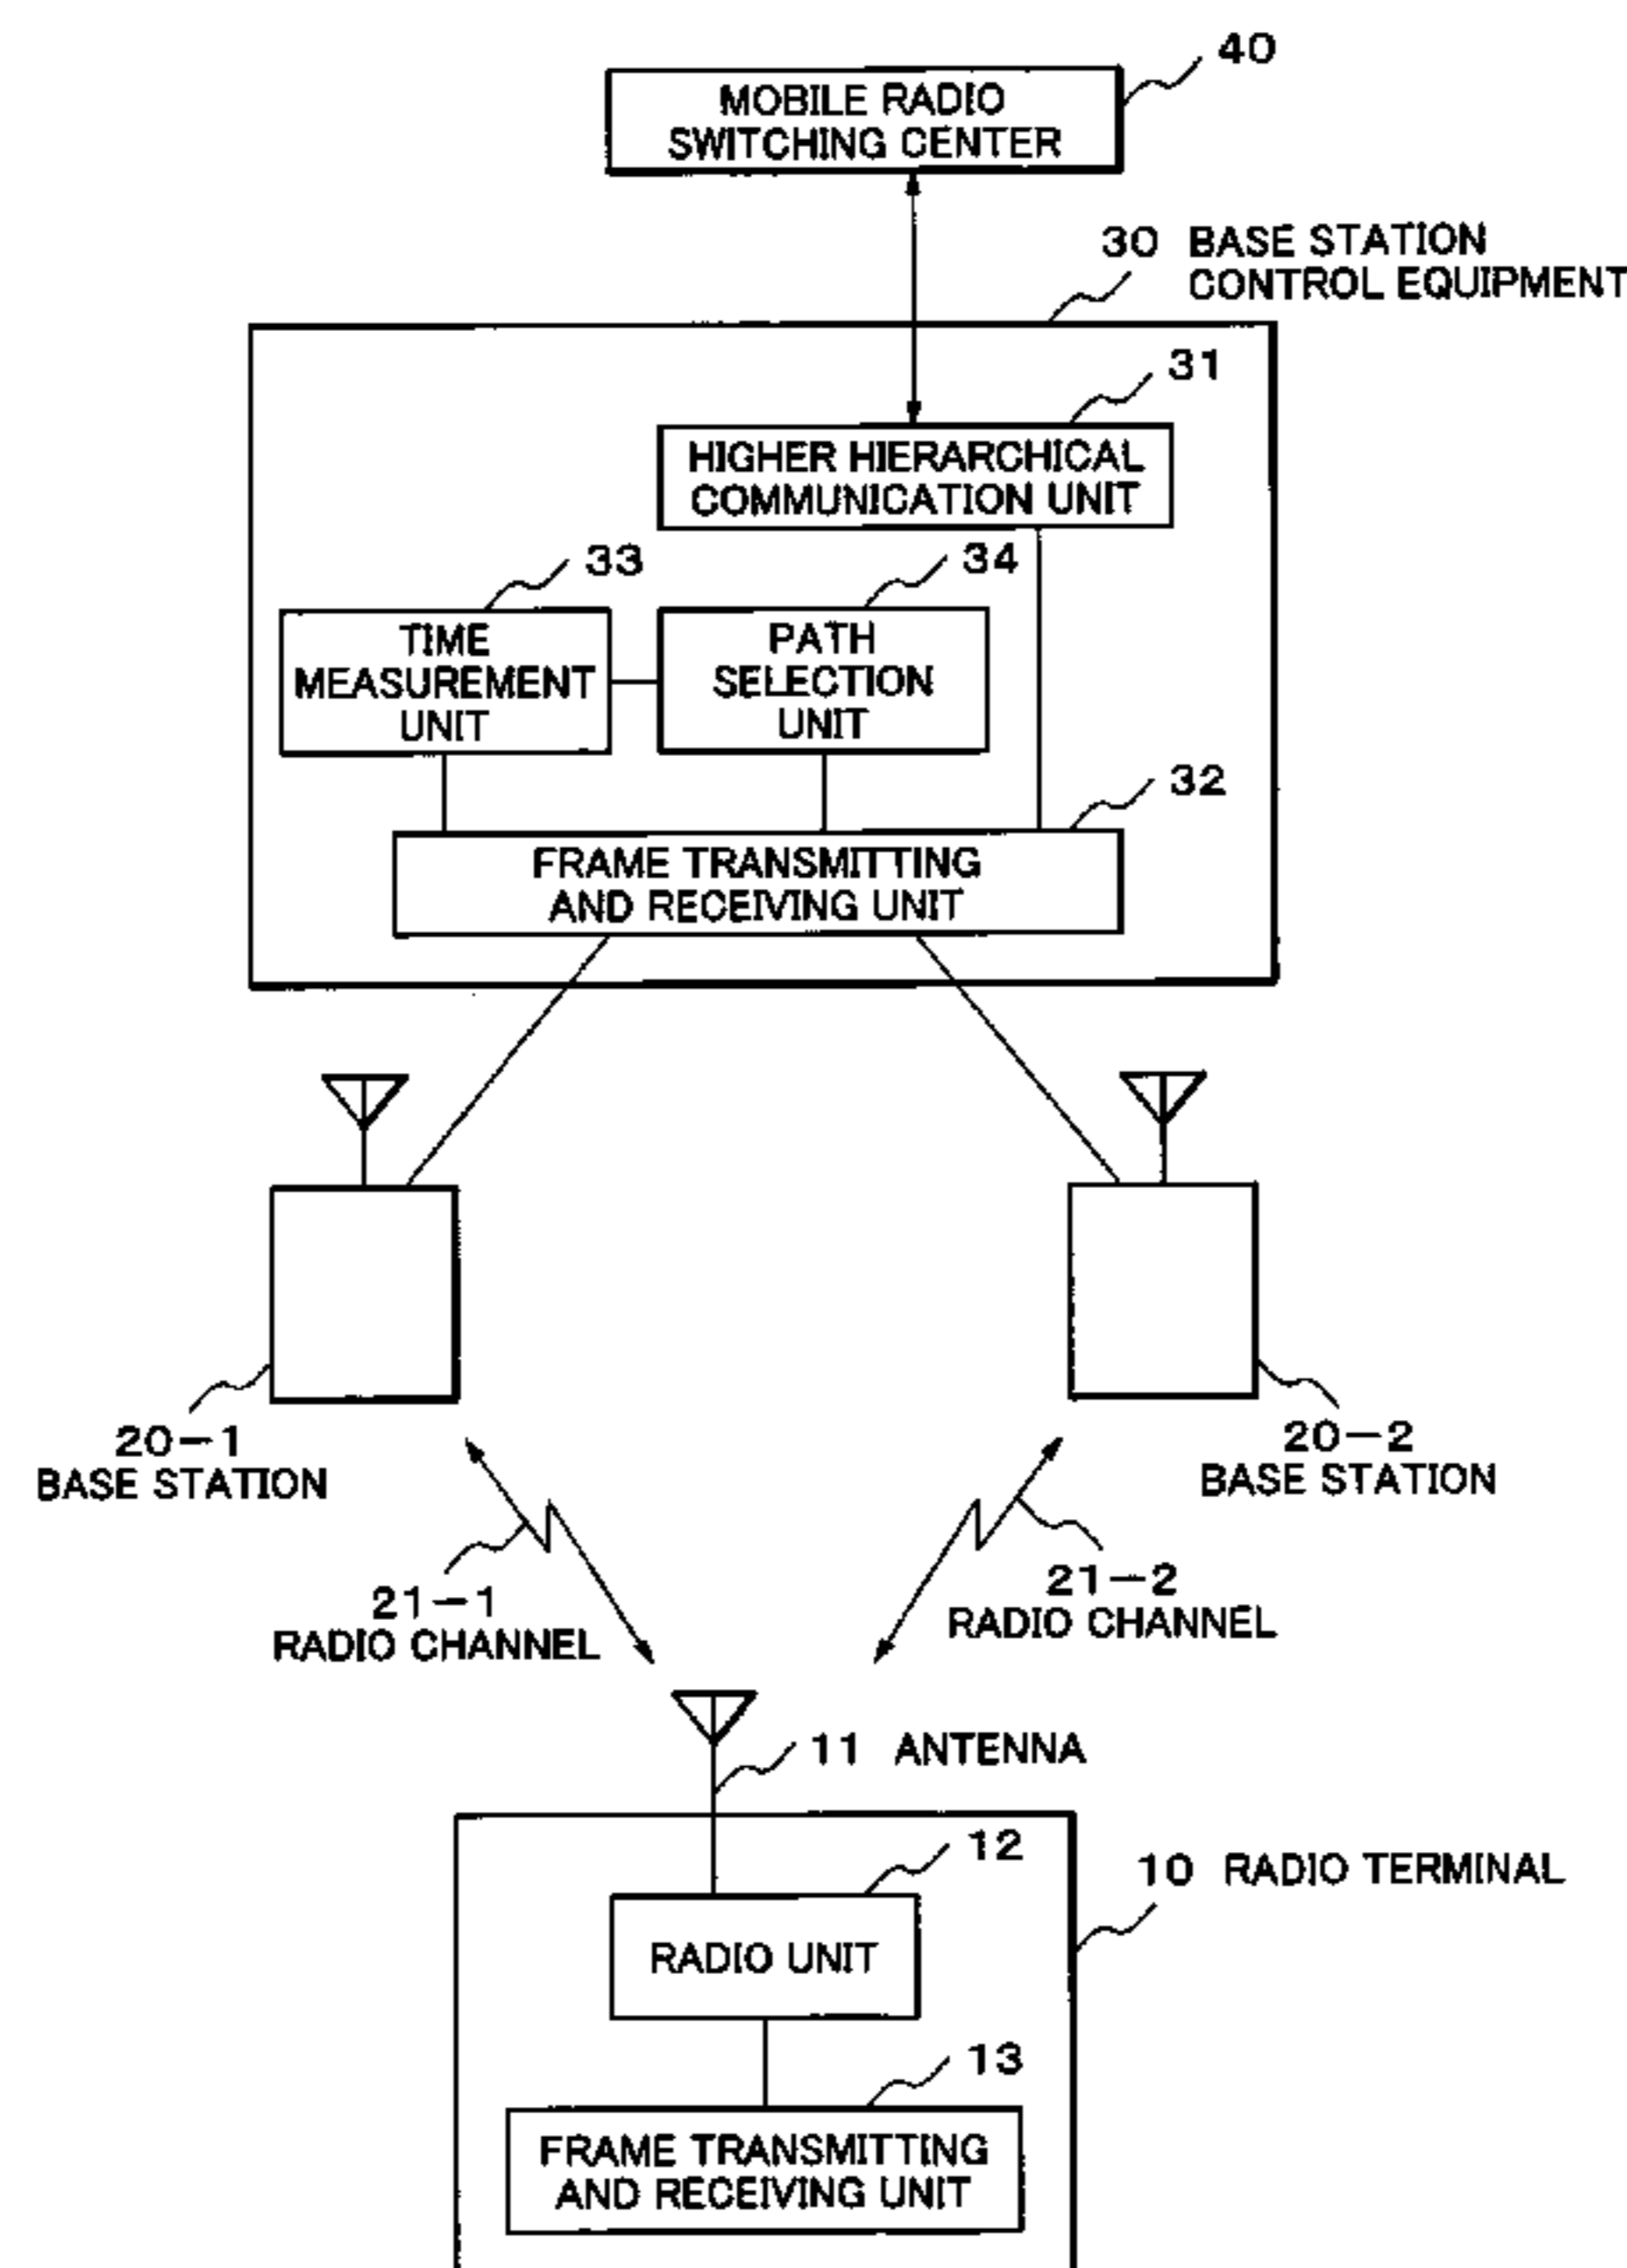 40
MOBILE RADIO
SWITCHING CENTER
30 BASE STATION
CONTROL EQUIPMENT
31
HIGHER HIERARCHICAL
COMMUNICATION UNIT
33
34
TIME
MEASUREMENT
UNIT
PATH
SELECTION
UNIT
32
FRAME TRANSMITTING
AND RECEIVING UNIT
20-1
BASE STATION
20-2
BASE STATION
21-1
RADIO CHANNEL
21-2
RADIO CHANNEL
11 ANTENNA
12
10 RADIO TERMINAL
RADIO UNIT
13
FRAME TRANSMITTING
AND RECEIVING UNIT